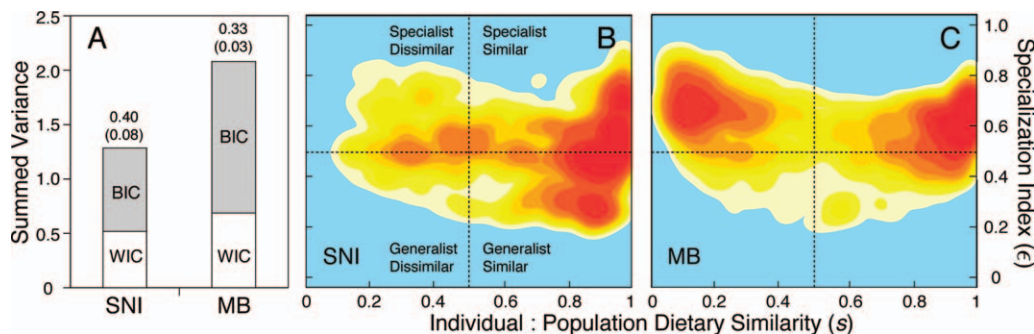 A
Summed Variance
2.5
2.0
1.5
1.0
0.5
0
0.40
(0.08)
BIC
WIC
SNI
0.33
(0.03)
BIC
WIC
MB
B
Specialist
Dissimilar
Specialist
Similar
Generalist
Dissimilar
Generalist
Similar
SNI
0
0.2
0.4
0.6
0.8
1
C
MB
0
0.2
0.4
0.6
0.8
1
1.0
0.8
0.6
0.4
0.2
0
Specialization Index (ϵ)
Individual : Population Dietary Similarity (s)